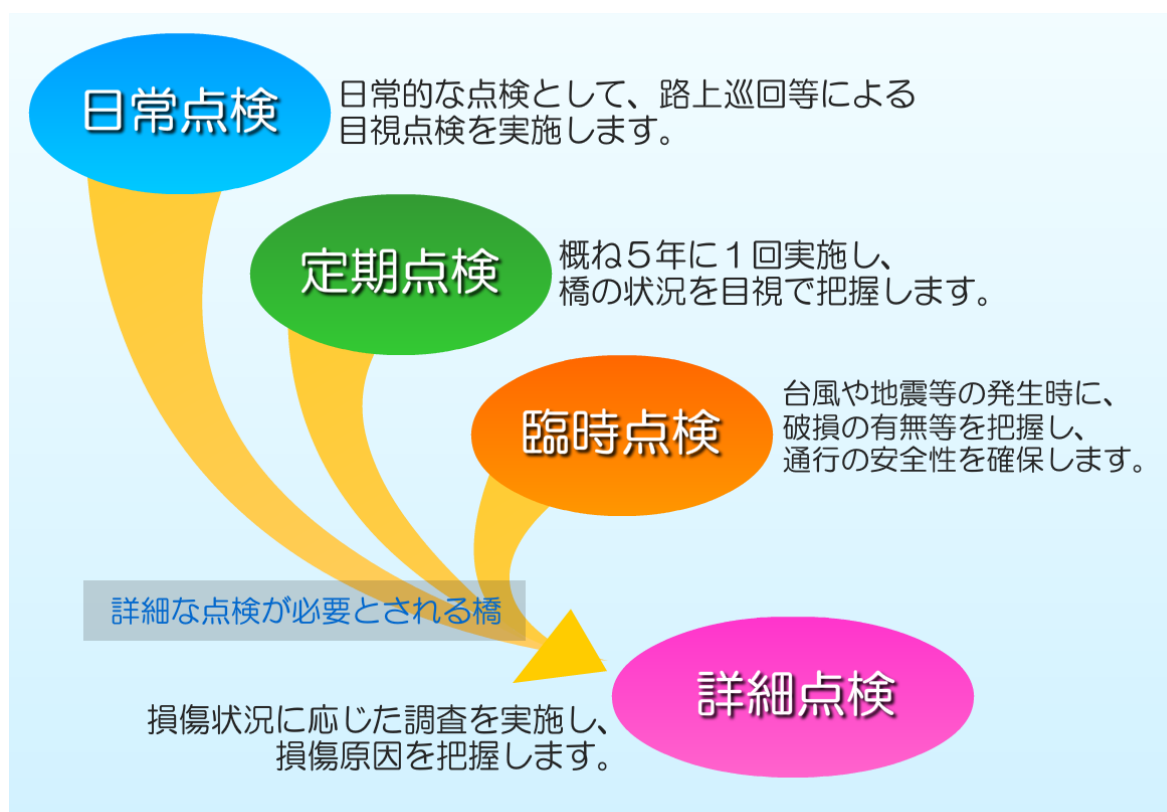 日常点検
日常的な点検として、路上巡回等による
目視点検を実施します。
定期点検
概ね５年に１回実施し、
橋の状況を目視で把握します。
臨時点検
台風や地震等の発生時に、
破損の有無等を把握し、
通行の安全性を確保します。
詳細な点検が必要とされる橋
詳細点検
損傷状況に応じた調査を実施し、
損傷原因を把握します。